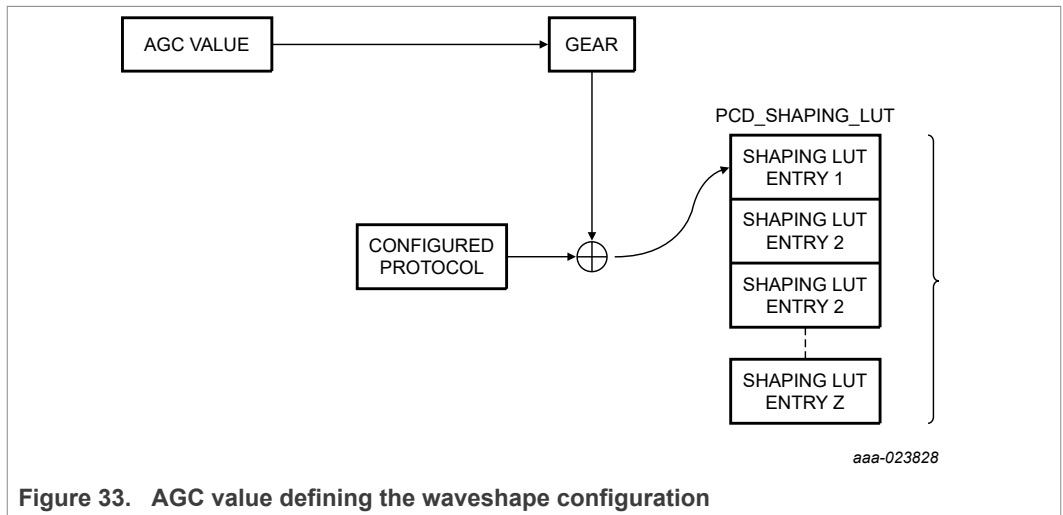 AGC VALUE
GEAR
PCD_SHAPING_LUT
SHAPING LUT
ENTRY 1
SHAPING LUT
ENTRY 2
CONFIGURED
PROTOCOL
SHAPING LUT
ENTRY 2
SHAPING LUT
ENTRY Z
aaa-023828
Figure 33. AGC value defining the waveshape configuration